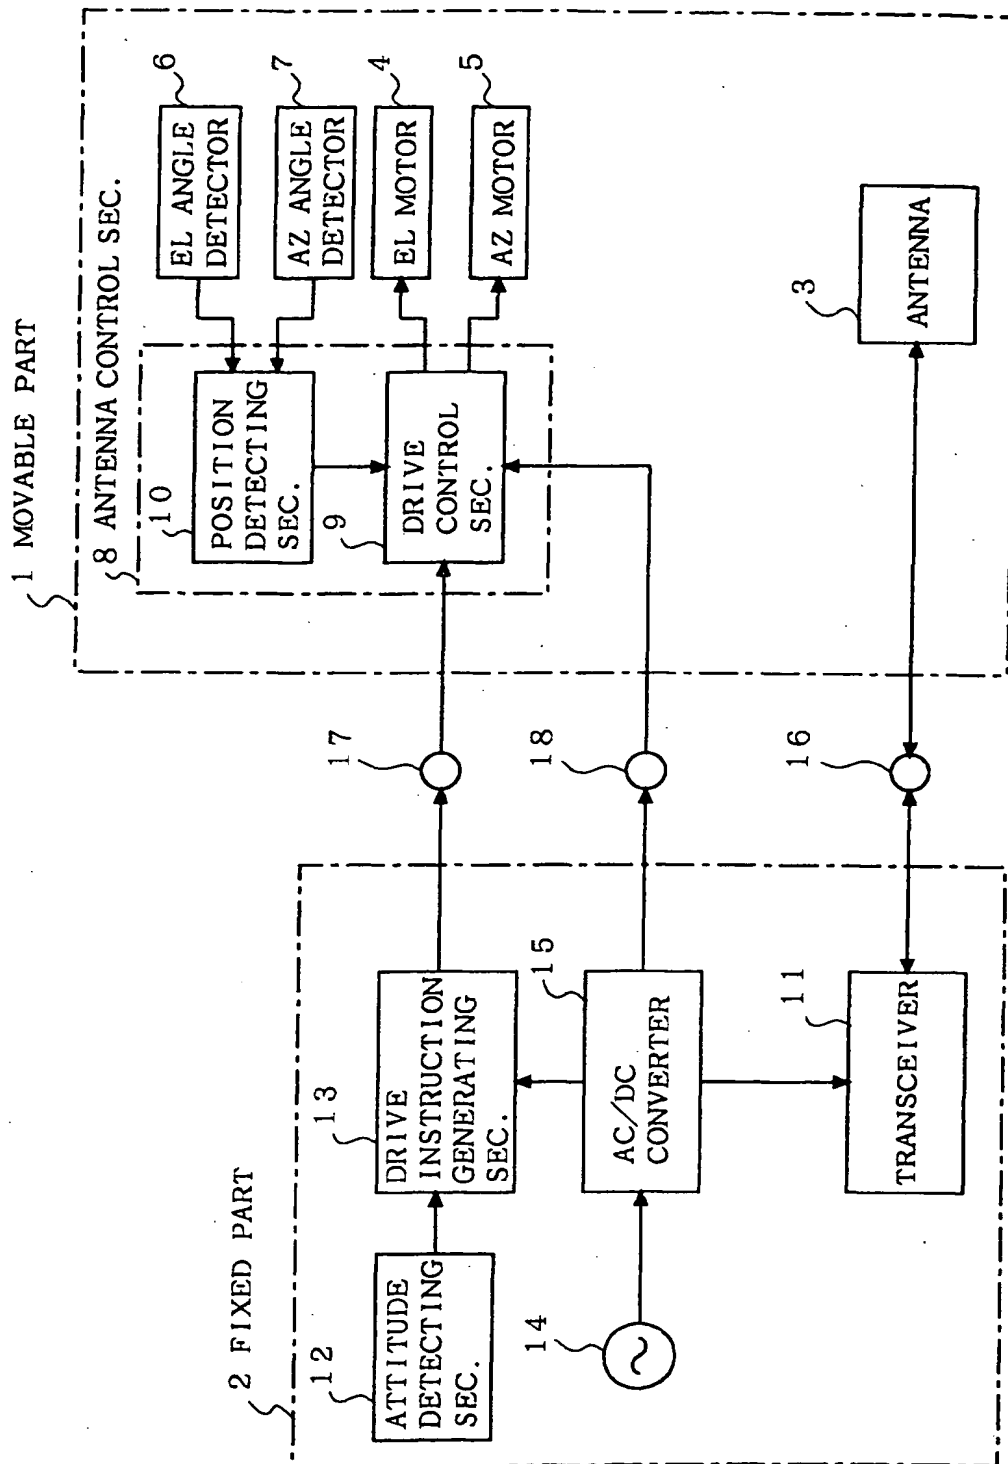 1 MOVABLE PART
8 ANTENNA CONTROL SEC.
10
POSITION
DETECTING
SEC.
6
EL ANGLE
DETECTOR
7
AZ ANGLE
DETECTOR
9
DRIVE
CONTROL
SEC.
4
EL MOTOR
5
AZ MOTOR
3
ANTENNA
17
18
16
2 FIXED PART
12
ATTITUDE
DETECTING
SEC.
13
DRIVE
INSTRUCTION
GENERATING
SEC.
14
15
AC/DC
CONVERTER
11
TRANSCEIVER